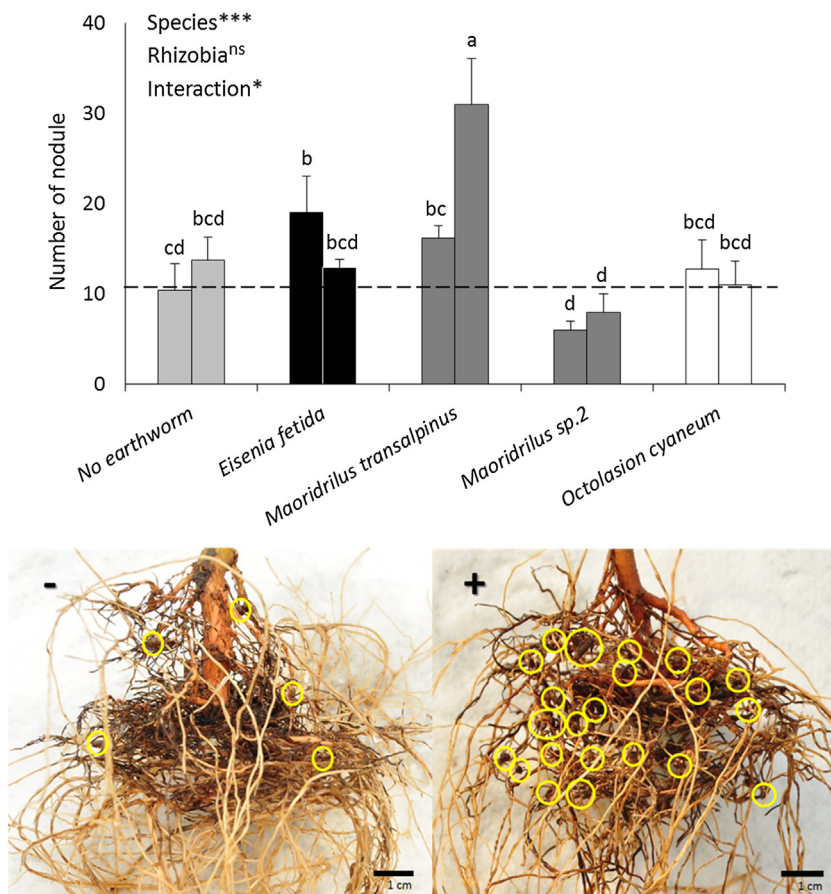 40
30
20
10
0
Number of nodule
Species***
Rhizobia^ns
Interaction*
cd
bcd
b
bcd
bc
a
d
d
bcd
bcd
No earthworm
Eisenia fetida
Maoridrilus transalpinus
Maoridrilus sp.2
Octolasion cyaneum
-
+
1 cm
1 cm